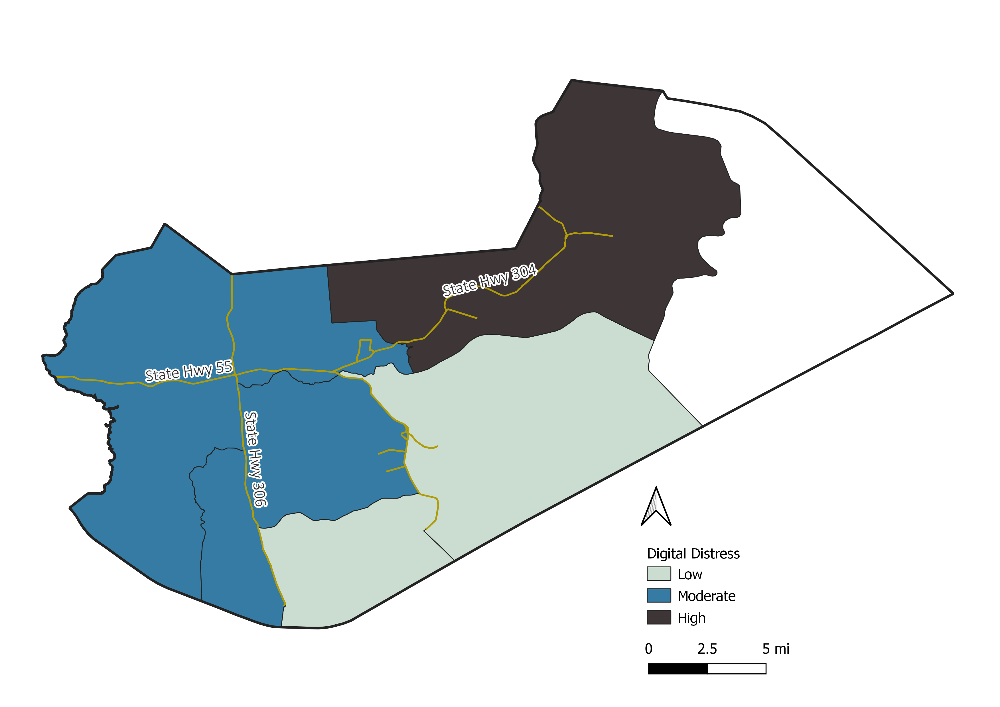 State Hwy 304
State Hwy 55
State Hwy 306
Digital Distress
Low
Moderate
High
0 2.5 5 mi